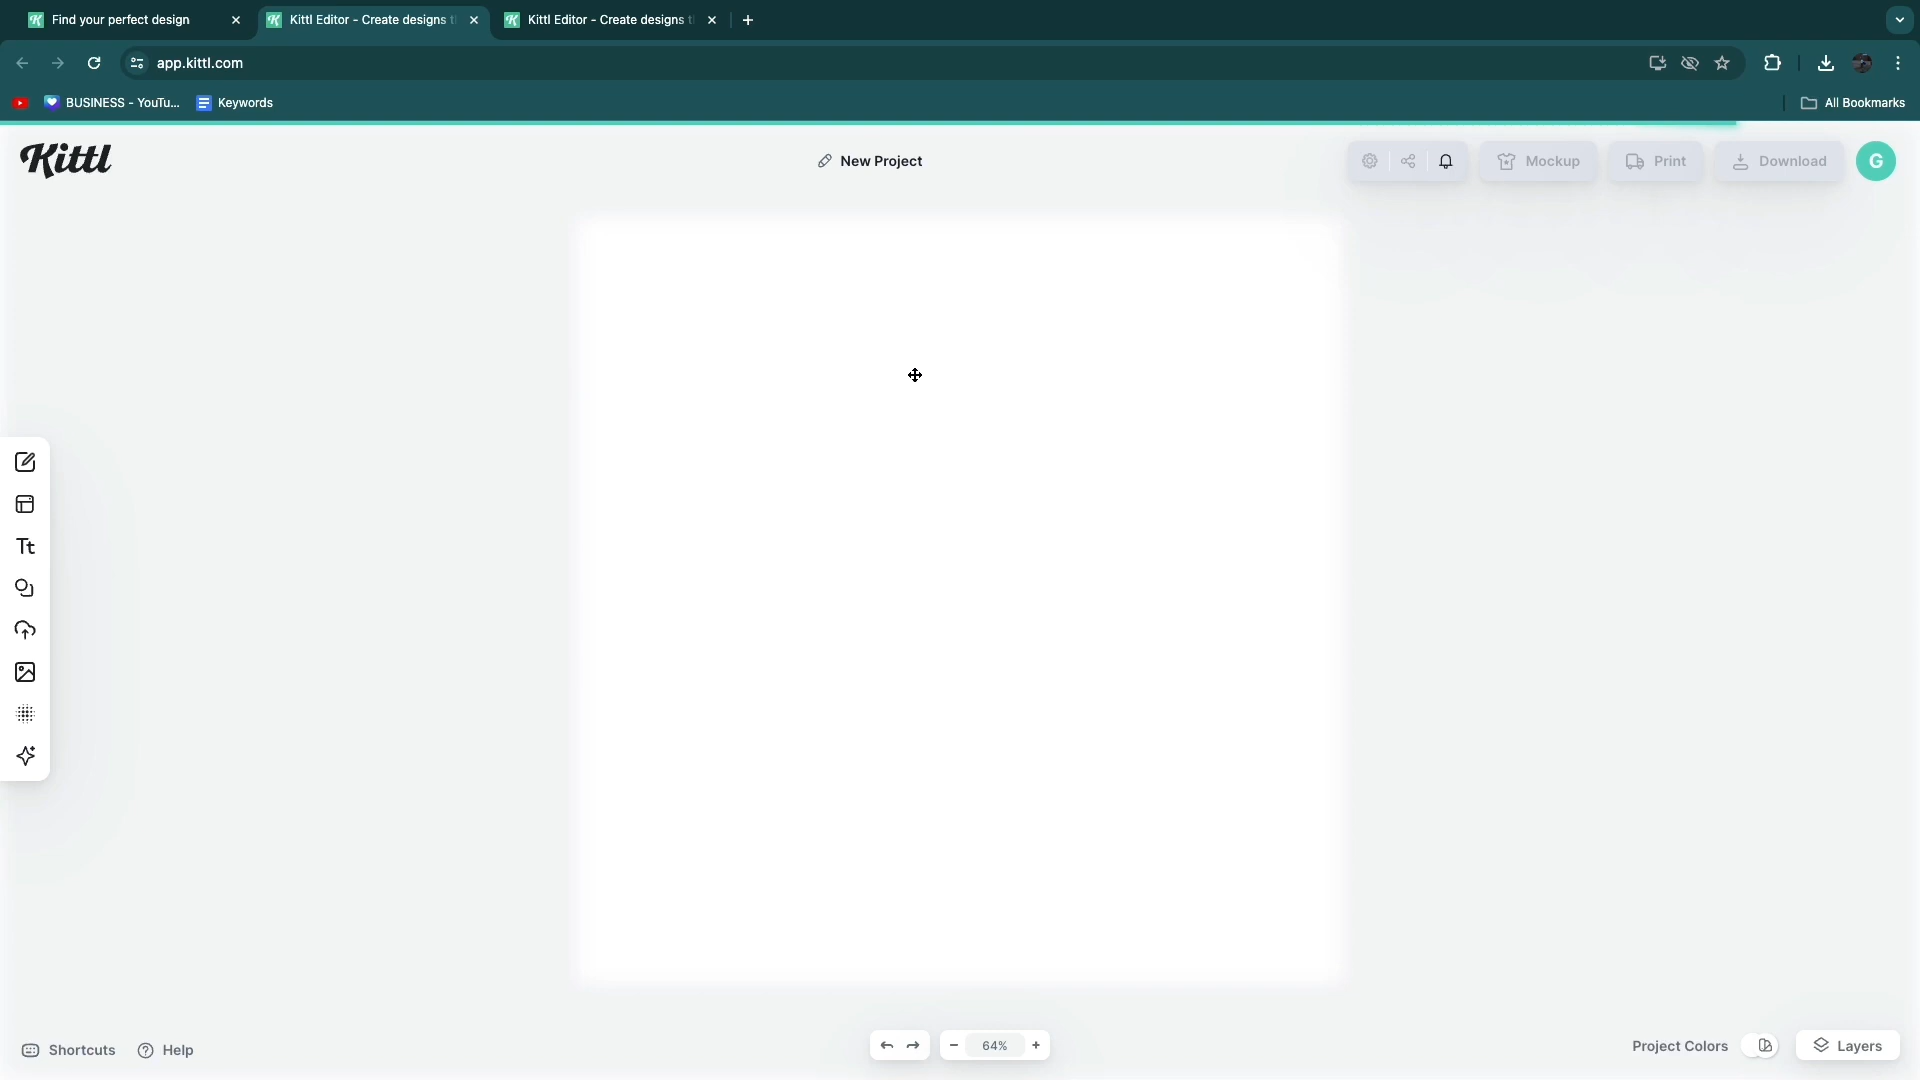 Find your perfect design
Kittl Editor - Create designs t
Kittl Editor - Create designs t
app.kittl.com
BUSINESS - YouTu...
Keywords
All Bookmarks
Kittl
New Project
Mockup
Print
Download
G
Tt
Shortcuts
Help
64%
Project Colors
Layers